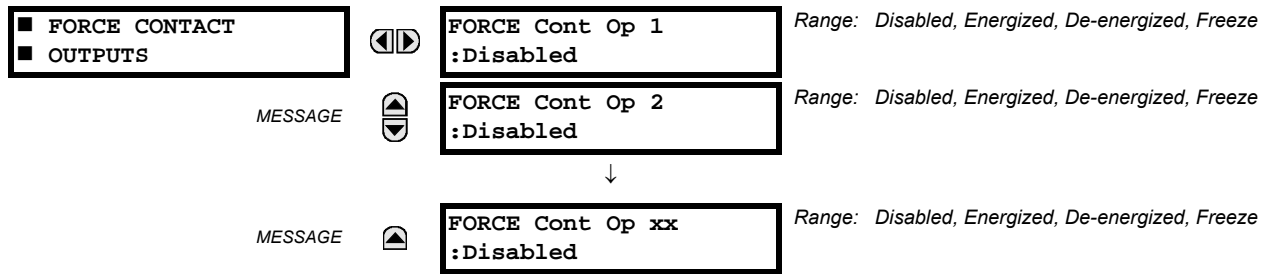 ■ FORCE CONTACT
■ OUTPUTS
FORCE Cont Op 1
:Disabled
Range: Disabled, Energized, De-energized, Freeze
MESSAGE
FORCE Cont Op 2
:Disabled
Range: Disabled, Energized, De-energized, Freeze
↓
MESSAGE
FORCE Cont Op xx
:Disabled
Range: Disabled, Energized, De-energized, Freeze